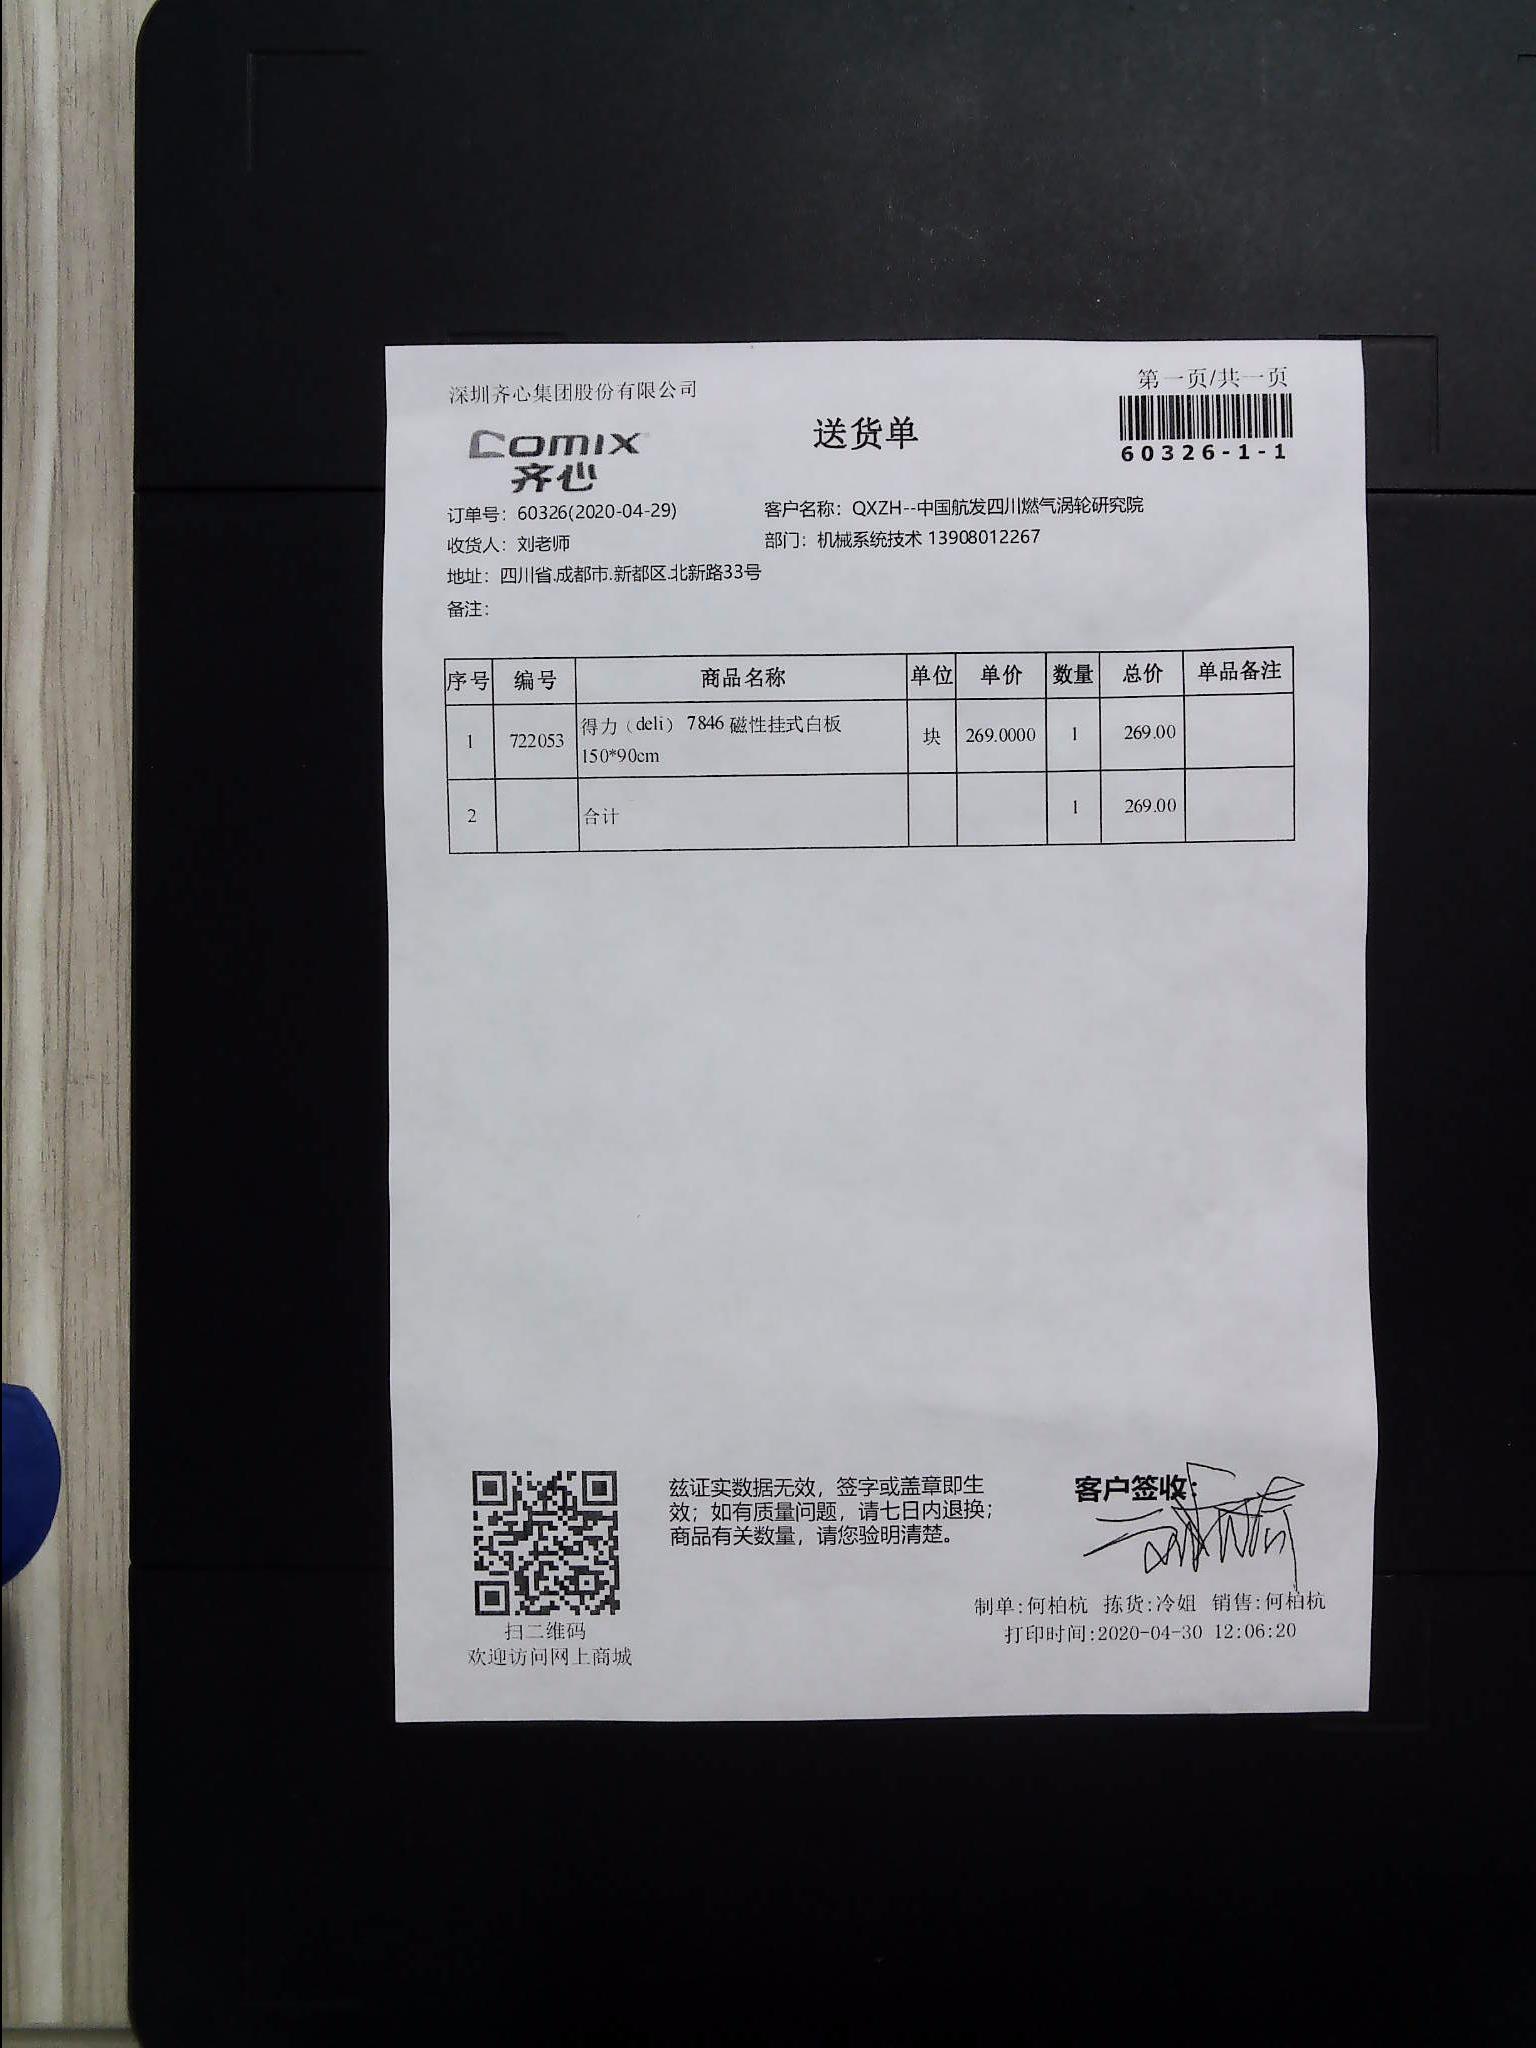 深圳齐心集团股份有限公司
第一页/共一页
comix
齐心
送货单
60326-1-1
订单号：60326(2020-04-29)
客户名称：QXZH--中国航发四川燃气涡轮研究院
收货人：刘老师
部门：机械系统技术 13908012267
地址：四川省.成都市.新都区.北新路33号
备注：
序号 编号 商品名称 单位 单价 数量 总价 单品备注
1 722053 得力（deli） 7846 磁性挂式白板 150*90cm 块 269.0000 1 269.00
2 合计 1 269.00
兹证实数据无效，签字或盖章即生
效；如有质量问题，请七日内退换；
商品有关数量，请您验明清楚。
客户签收:
扫二维码
欢迎访问网上商城
制单:何柏杭 拣货:冷姐 销售:何柏杭
打印时间:2020-04-30 12:06:20